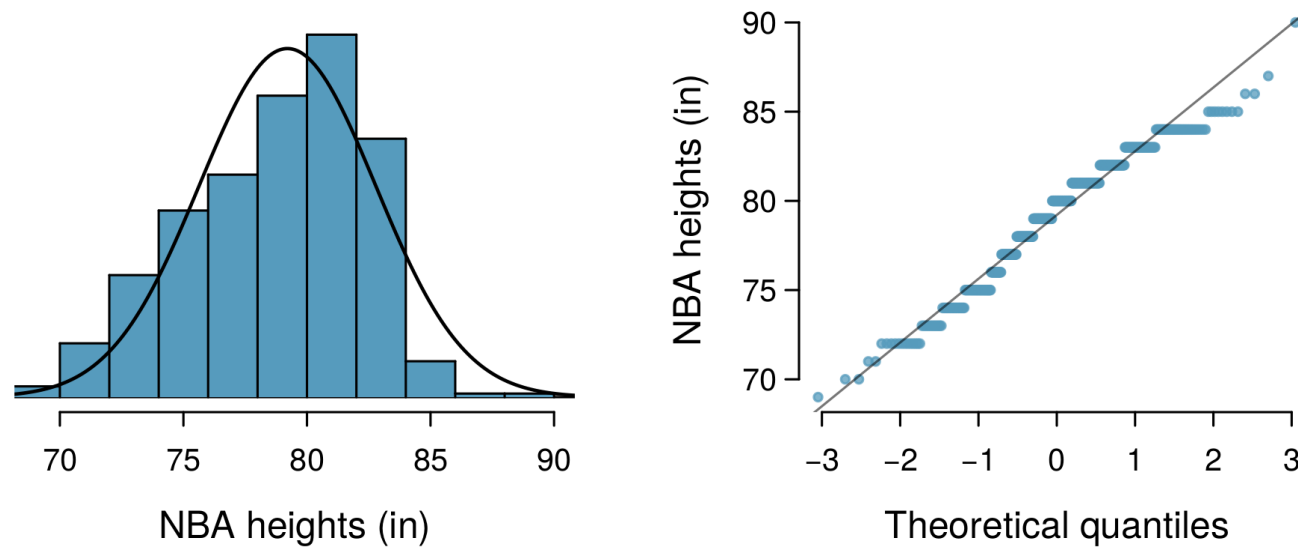 70 75 80 85 90
NBA heights (in)
NBA heights (in)
90
85
80
75
70
−3 −2 −1 0 1 2 3
Theoretical quantiles